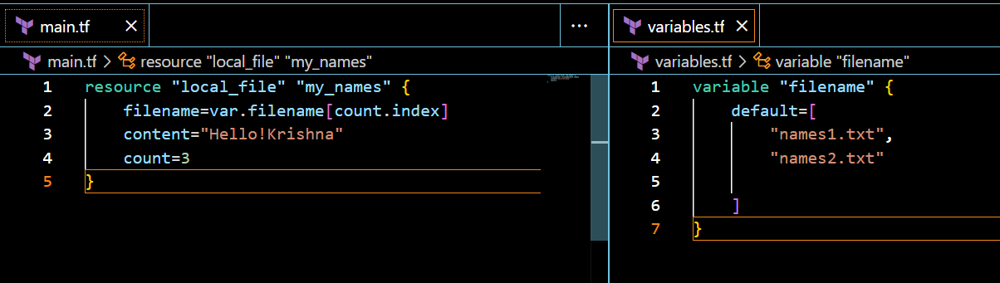 main.tf
main.tf > resource "local_file" "my_names"
1 resource "local_file" "my_names" {
2     filename=var.filename[count.index]
3     content="Hello!Krishna"
4     count=3
5 }
variables.tf
variables.tf > variable "filename"
1 variable "filename" {
2     default=[
3         "names1.txt",
4         "names2.txt"
5
6     ]
7 }